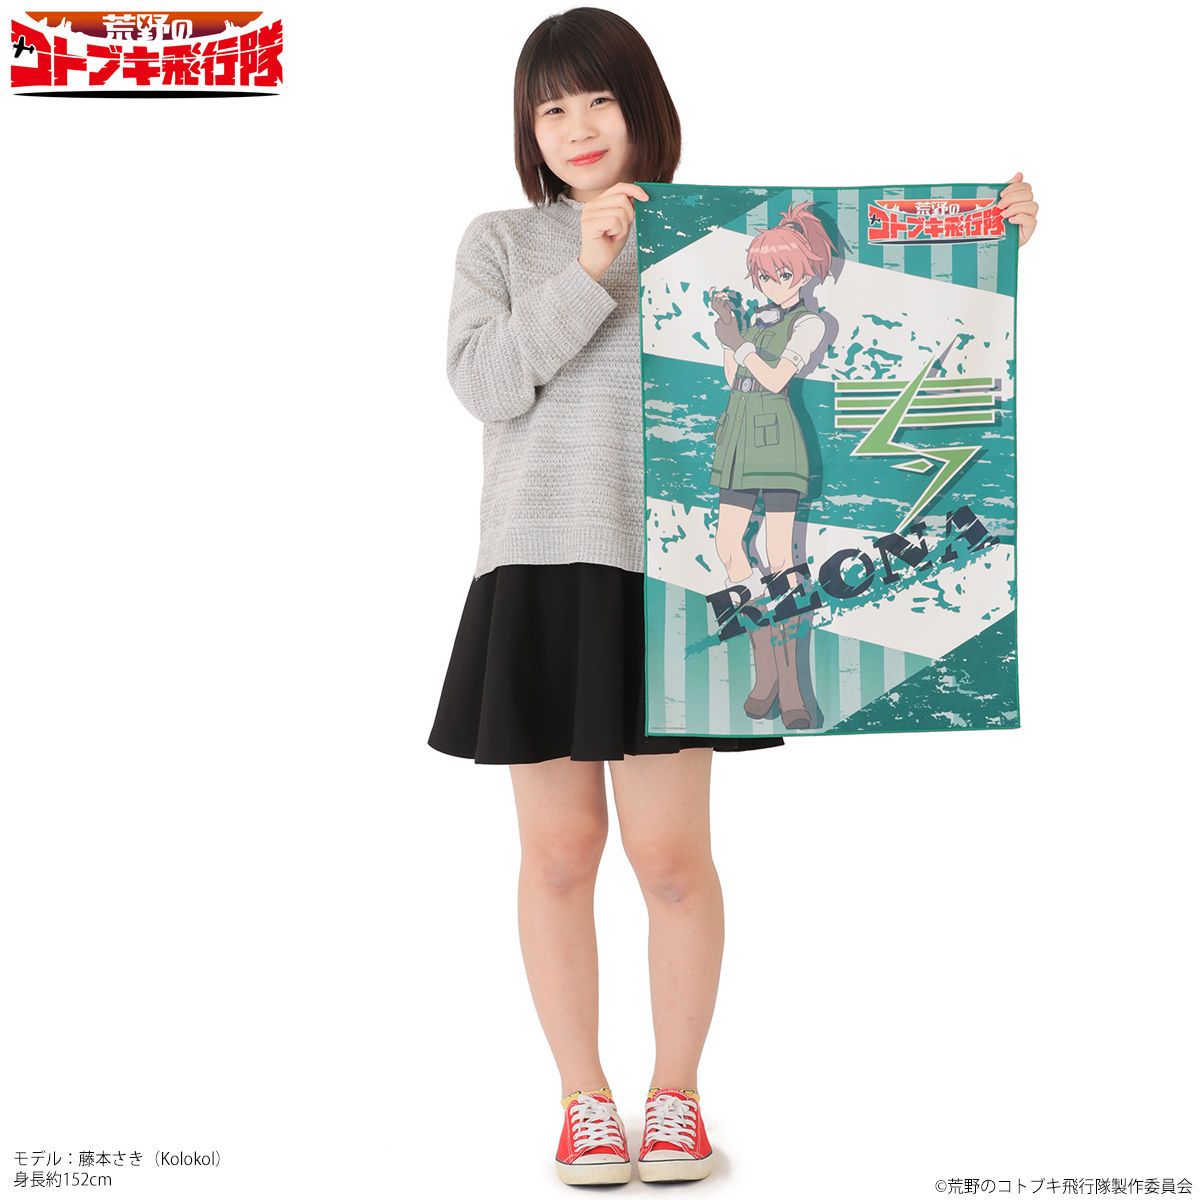 荒野の
コトブキ飛行隊
荒野の
コトブキ飛行隊
寿
REONA
モデル：藤本さき（Kolokol）
身長約152cm
©荒野のコトブキ飛行隊製作委員会